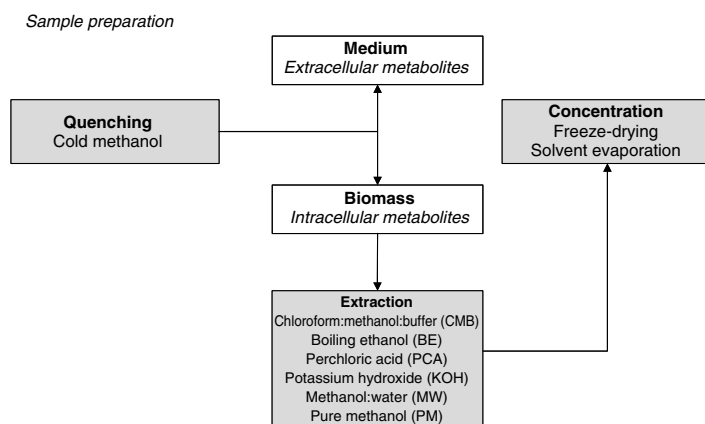 Sample preparation
Medium
Extracellular metabolites
Quenching
Cold methanol
Concentration
Freeze-drying
Solvent evaporation
Biomass
Intracellular metabolites
Extraction
Chloroform:methanol:buffer (CMB)
Boiling ethanol (BE)
Perchloric acid (PCA)
Potassium hydroxide (KOH)
Methanol:water (MW)
Pure methanol (PM)